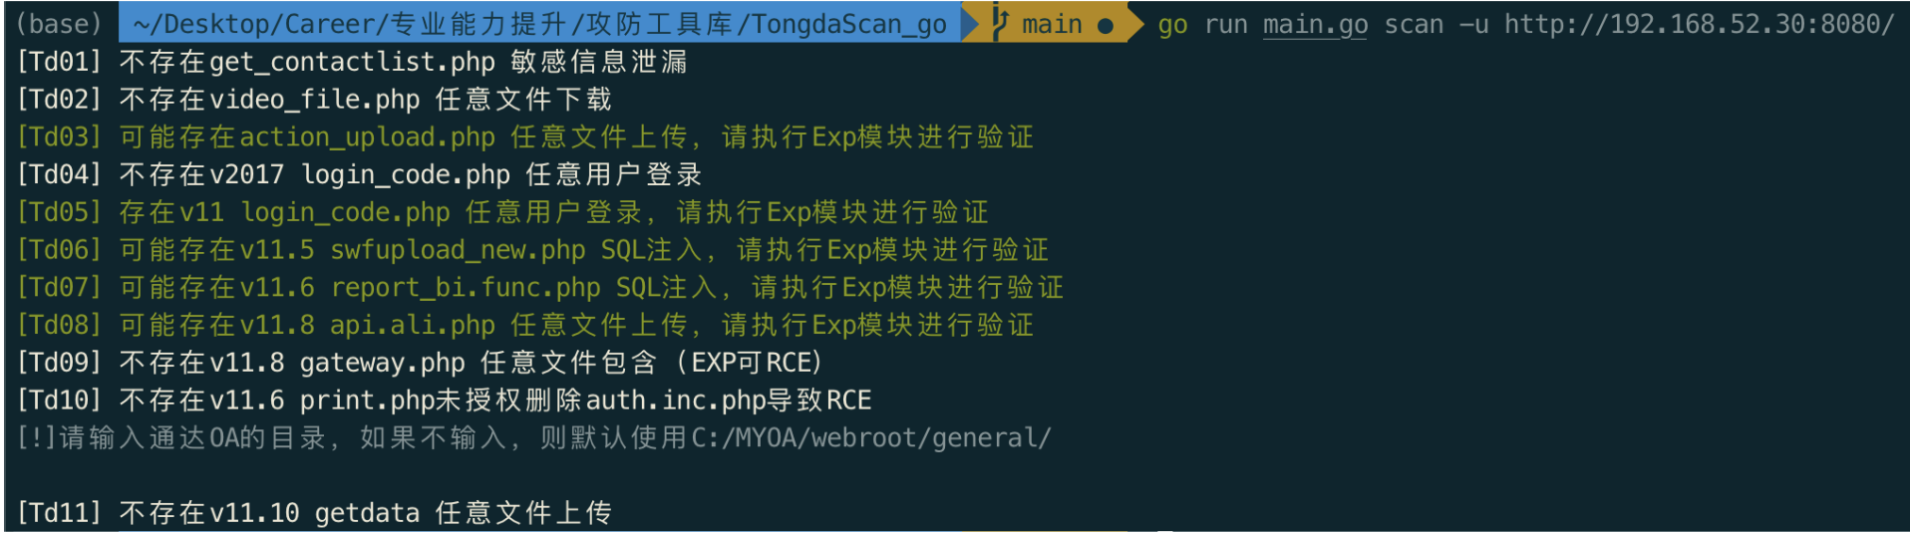 (base) ~/Desktop/Career/专业能力提升/攻防工具库/TongdaScan_go main ● go run main.go scan -u http://192.168.52.30:8080/
[Td01] 不存在get_contactlist.php 敏感信息泄漏
[Td02] 不存在video_file.php 任意文件下载
[Td03] 可能存在action_upload.php 任意文件上传，请执行Exp模块进行验证
[Td04] 不存在v2017 login_code.php 任意用户登录
[Td05] 存在v11 login_code.php 任意用户登录，请执行Exp模块进行验证
[Td06] 可能存在v11.5 swfupload_new.php SQL注入，请执行Exp模块进行验证
[Td07] 可能存在v11.6 report_bi.func.php SQL注入，请执行Exp模块进行验证
[Td08] 可能存在v11.8 api.ali.php 任意文件上传，请执行Exp模块进行验证
[Td09] 不存在v11.8 gateway.php 任意文件包含（EXP可RCE）
[Td10] 不存在v11.6 print.php未授权删除auth.inc.php导致RCE
[!]请输入通达OA的目录，如果不输入，则默认使用C:/MYOA/webroot/general/
[Td11] 不存在v11.10 getdata 任意文件上传